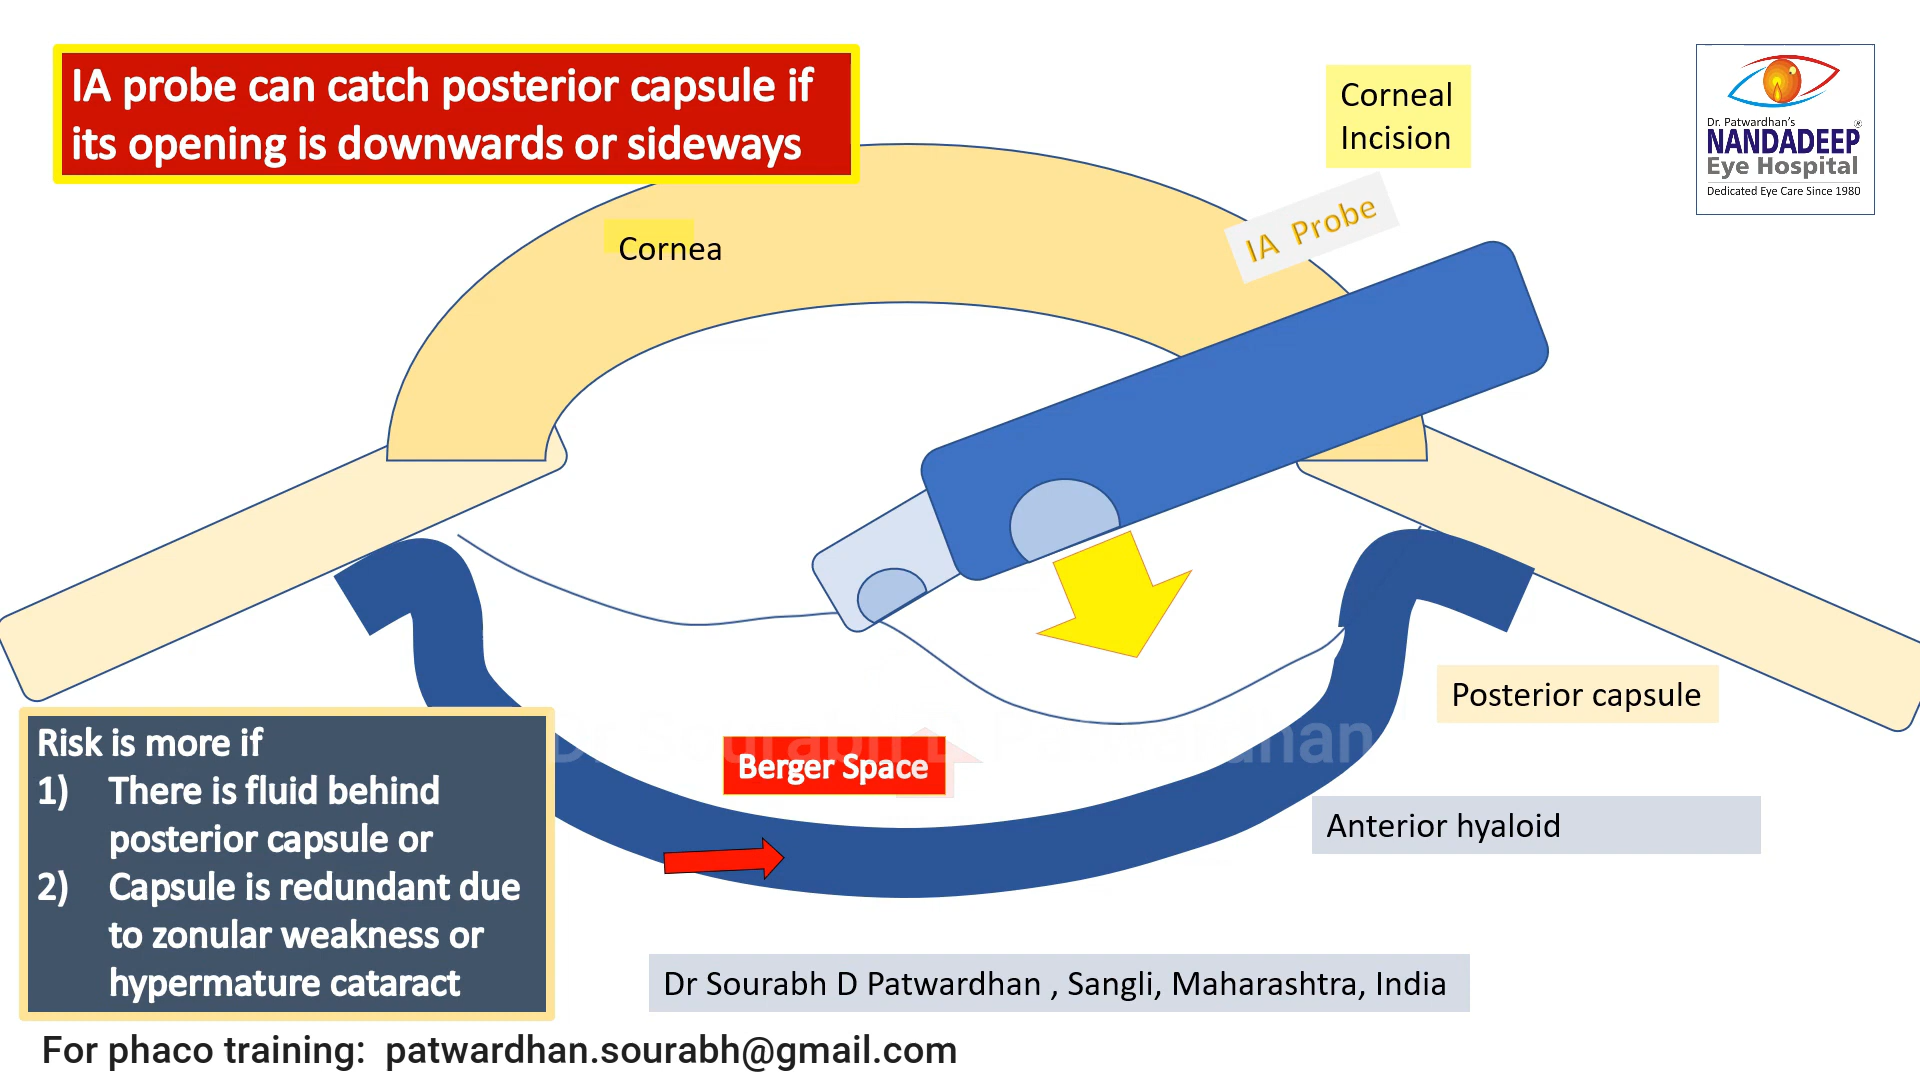 IA probe can catch posterior capsule if
its opening is downwards or sideways
Corneal
Incision
Dr. Patwardhan's
NANDADEEP
Eye Hospital
Dedicated Eye Care Since 1980
IA Probe
Cornea
Posterior capsule
Risk is more if
1) There is fluid behind
posterior capsule or
2) Capsule is redundant due
to zonular weakness or
hypermature cataract
Dr Sourabh D Patwardhan
Berger Space
Anterior hyaloid
Dr Sourabh D Patwardhan , Sangli, Maharashtra, India
For phaco training: patwardhan.sourabh@gmail.com